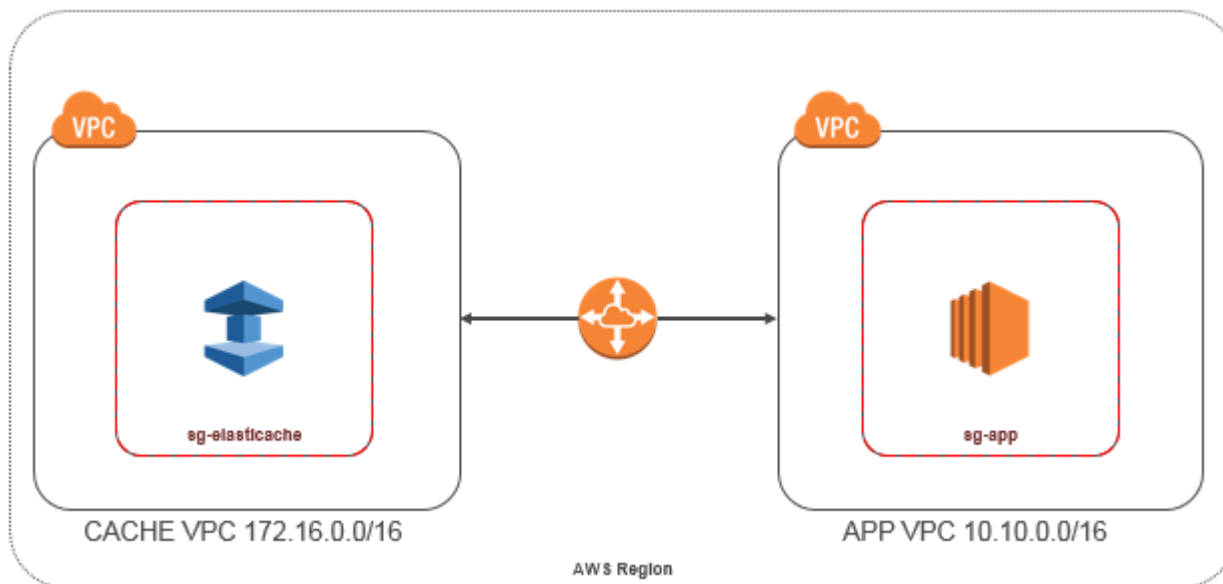 VPC
VPC
sg-elasticache
sg-app
CACHE VPC 172.16.0.0/16
APP VPC 10.10.0.0/16
AWS Region